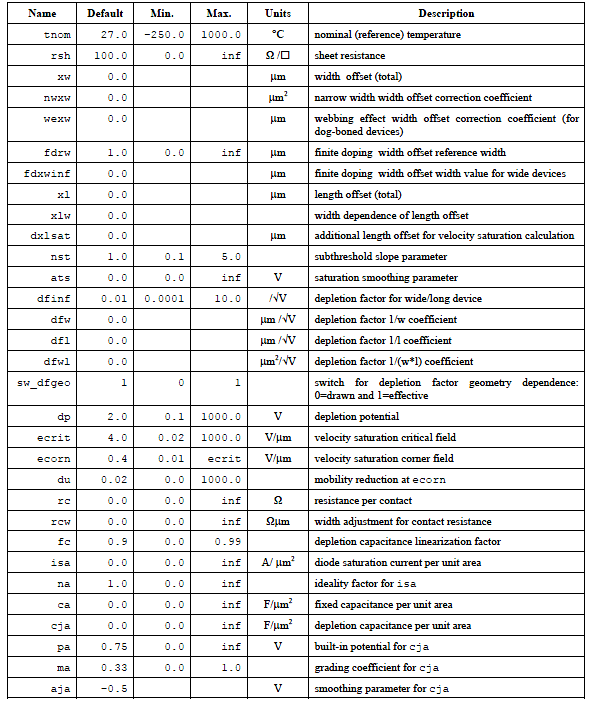 Name Default Min. Max. Units Description
tnom 27.0 -250.0 1000.0 °C nominal (reference) temperature
rsh 100.0 0.0 inf Ω/□ sheet resistance
xw 0.0 μm width offset (total)
nwxw 0.0 μm² narrow width width offset correction coefficient
wexw 0.0 μm webbing effect width offset correction coefficient (for
dog-boned devices)
fdrw 1.0 0.0 inf μm finite doping width offset reference width
fdxwinf 0.0 μm finite doping width offset width value for wide devices
xl 0.0 μm length offset (total)
xlw 0.0 width dependence of length offset
dxlsat 0.0 μm additional length offset for velocity saturation calculation
nst 1.0 0.1 5.0 subthreshold slope parameter
ats 0.0 0.0 inf V saturation smoothing parameter
dfinf 0.01 0.0001 10.0 /√V depletion factor for wide/long device
dfw 0.0 μm/√V depletion factor 1/w coefficient
dfl 0.0 μm/√V depletion factor 1/l coefficient
dfwl 0.0 μm²/√V depletion factor 1/(w*l) coefficient
sw_dfgeo 1 0 1 switch for depletion factor geometry dependence:
0=drawn and 1=effective
dp 2.0 0.1 1000.0 V depletion potential
ecrit 4.0 0.02 1000.0 V/μm velocity saturation critical field
ecorn 0.4 0.01 ecrit V/μm velocity saturation corner field
du 0.02 0.0 1000.0 mobility reduction at ecorn
rc 0.0 0.0 inf Ω resistance per contact
rcw 0.0 0.0 inf Ωμm width adjustment for contact resistance
fc 0.9 0.0 0.99 depletion capacitance linearization factor
isa 0.0 0.0 inf A/μm² diode saturation current per unit area
na 1.0 0.0 inf ideality factor for isa
ca 0.0 0.0 inf F/μm² fixed capacitance per unit area
cja 0.0 0.0 inf F/μm² depletion capacitance per unit area
pa 0.75 0.0 inf V built-in potential for cja
ma 0.33 0.0 1.0 grading coefficient for cja
aja -0.5 V smoothing parameter for cja